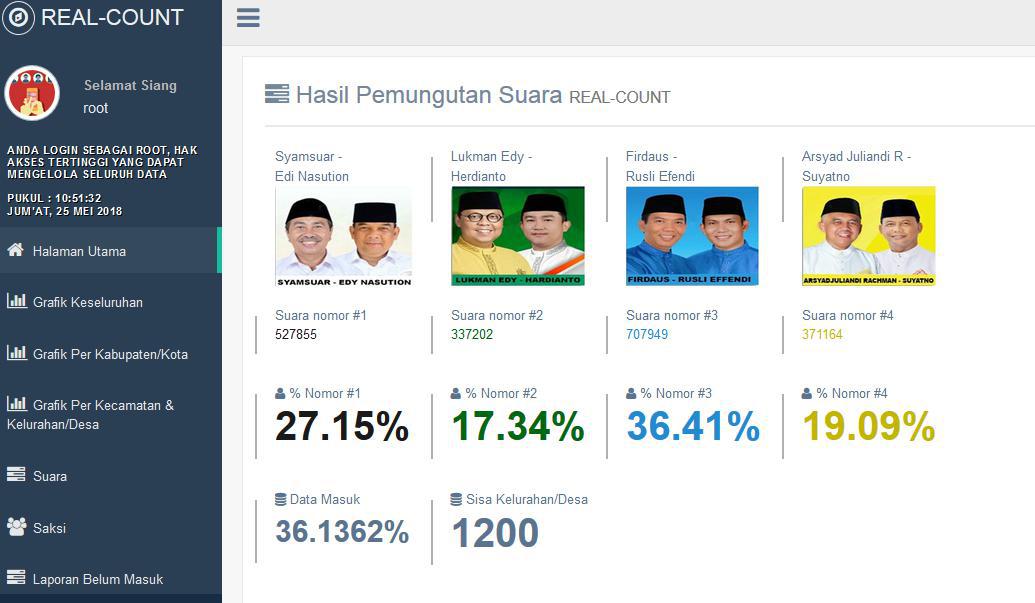 REAL-COUNT
Selamat Siang
root
ANDA LOGIN SEBAGAI ROOT, HAK
AKSES TERTINGGI YANG DAPAT
MENGELOLA SELURUH DATA
PUKUL : 10:51:32
JUM'AT, 25 MEI 2018
Halaman Utama
Grafik Keseluruhan
Grafik Per Kabupaten/Kota
Grafik Per Kecamatan &
Kelurahan/Desa
Suara
Saksi
Laporan Belum Masuk
Hasil Pemungutan Suara REAL-COUNT
Syamsuar -
Edi Nasution
SYAMSUAR - EDY NASUTION
Suara nomor #1
527855
% Nomor #1
27.15%
Lukman Edy -
Herdianto
LUKMAN EDY - HARDIANTO
Suara nomor #2
337202
% Nomor #2
17.34%
Firdaus -
Rusli Efendi
FIRDAUS - RUSLI EFFENDI
Suara nomor #3
707949
% Nomor #3
36.41%
Arsyad Juliandi R -
Suyatno
ARSYADJULIANDI RACHMAN - SUYATNO
Suara nomor #4
371164
% Nomor #4
19.09%
Data Masuk
36.1362%
Sisa Kelurahan/Desa
1200